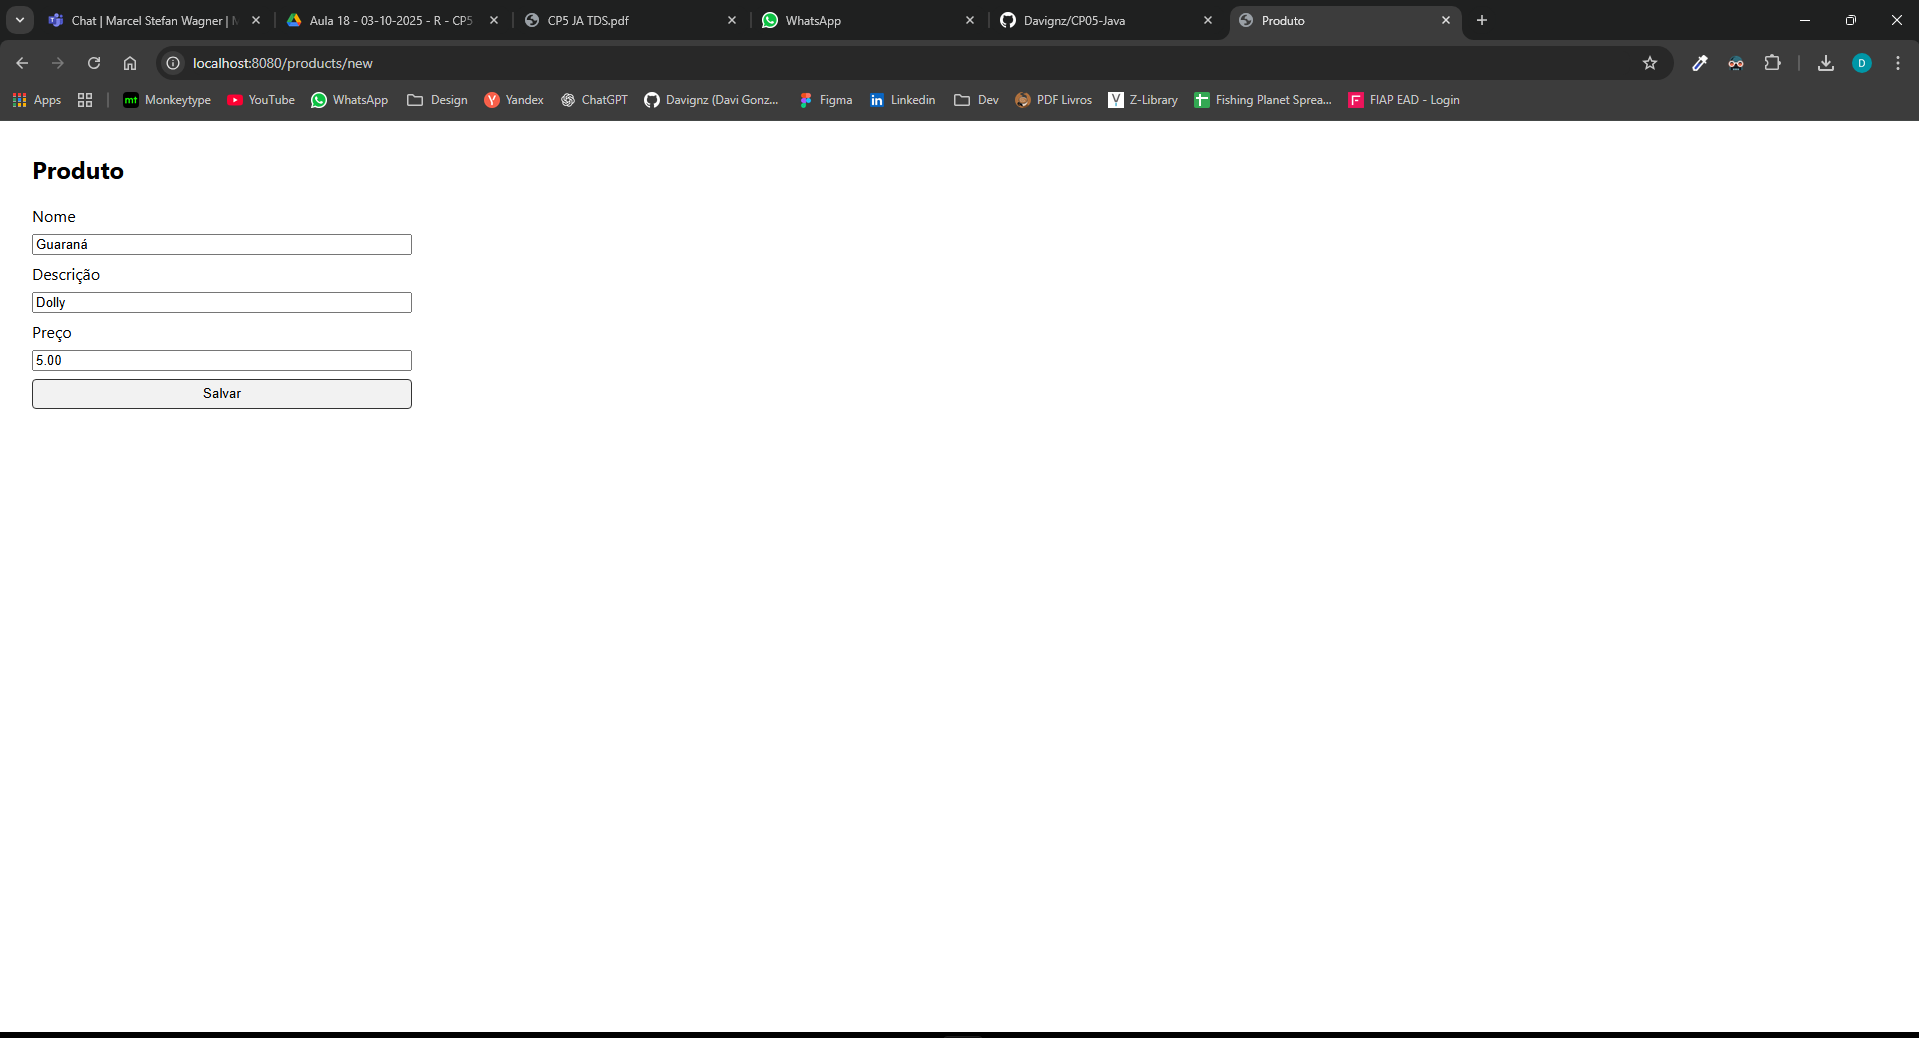 Chat | Marcel Stefan Wagner |
Aula 18 - 03-10-2025 - R - CP5
CP5 JA TDS.pdf
WhatsApp
Davignz/CP05-Java
Produto
localhost:8080/products/new
D
Apps
mt Monkeytype
YouTube
WhatsApp
Design
Y Yandex
ChatGPT
Davignz (Davi Gonz...
Figma
in Linkedin
Dev
PDF Livros
Z-Library
Fishing Planet Sprea...
F FIAP EAD - Login
Produto
Nome
Guaraná
Descrição
Dolly
Preço
5.00
Salvar